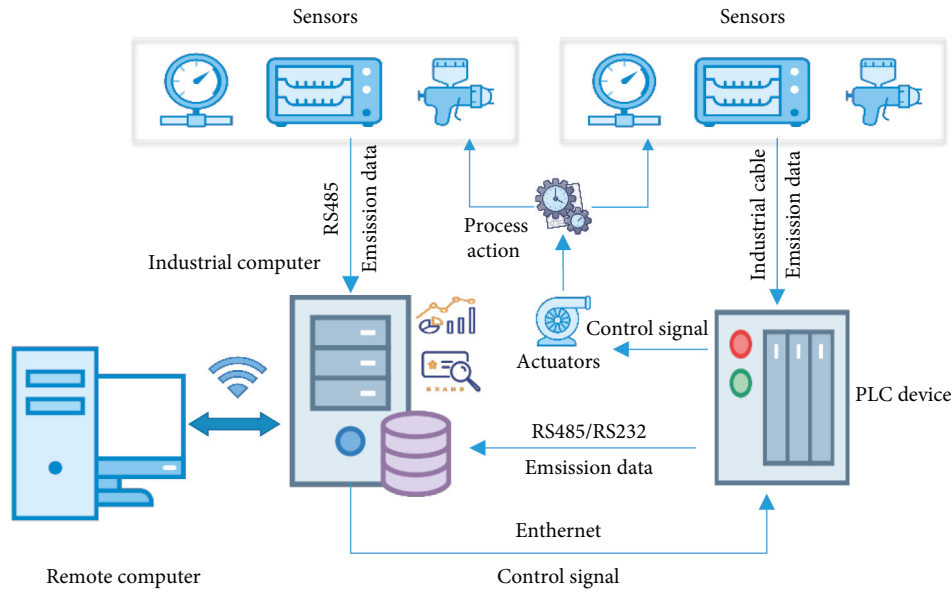 Sensors
Sensors
RS485
Emsission data
Industrial cable
Emsission data
Process
action
Industrial computer
Control signal
Actuators
BRAND
PLC device
RS485/RS232
Emsission data
Enthernet
Remote computer
Control signal